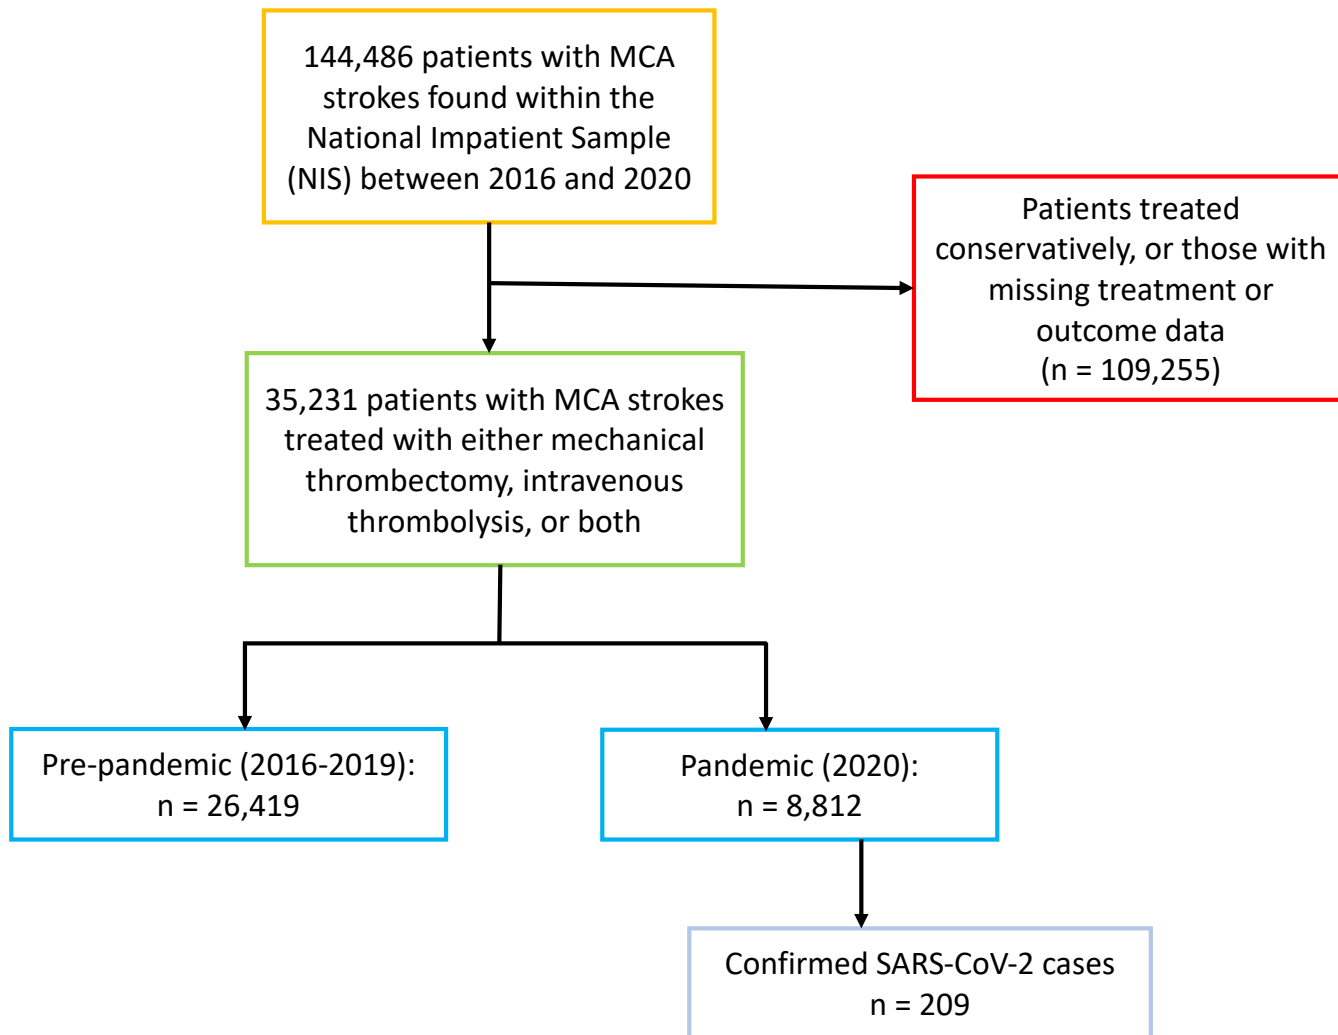 144,486 patients with MCA
strokes found within the
National Impatient Sample
(NIS) between 2016 and 2020
Patients treated
conservatively, or those with
missing treatment or
outcome data
(n = 109,255)
35,231 patients with MCA strokes
treated with either mechanical
thrombectomy, intravenous
thrombolysis, or both
Pre-pandemic (2016-2019):
n = 26,419
Pandemic (2020):
n = 8,812
Confirmed SARS-CoV-2 cases
n = 209